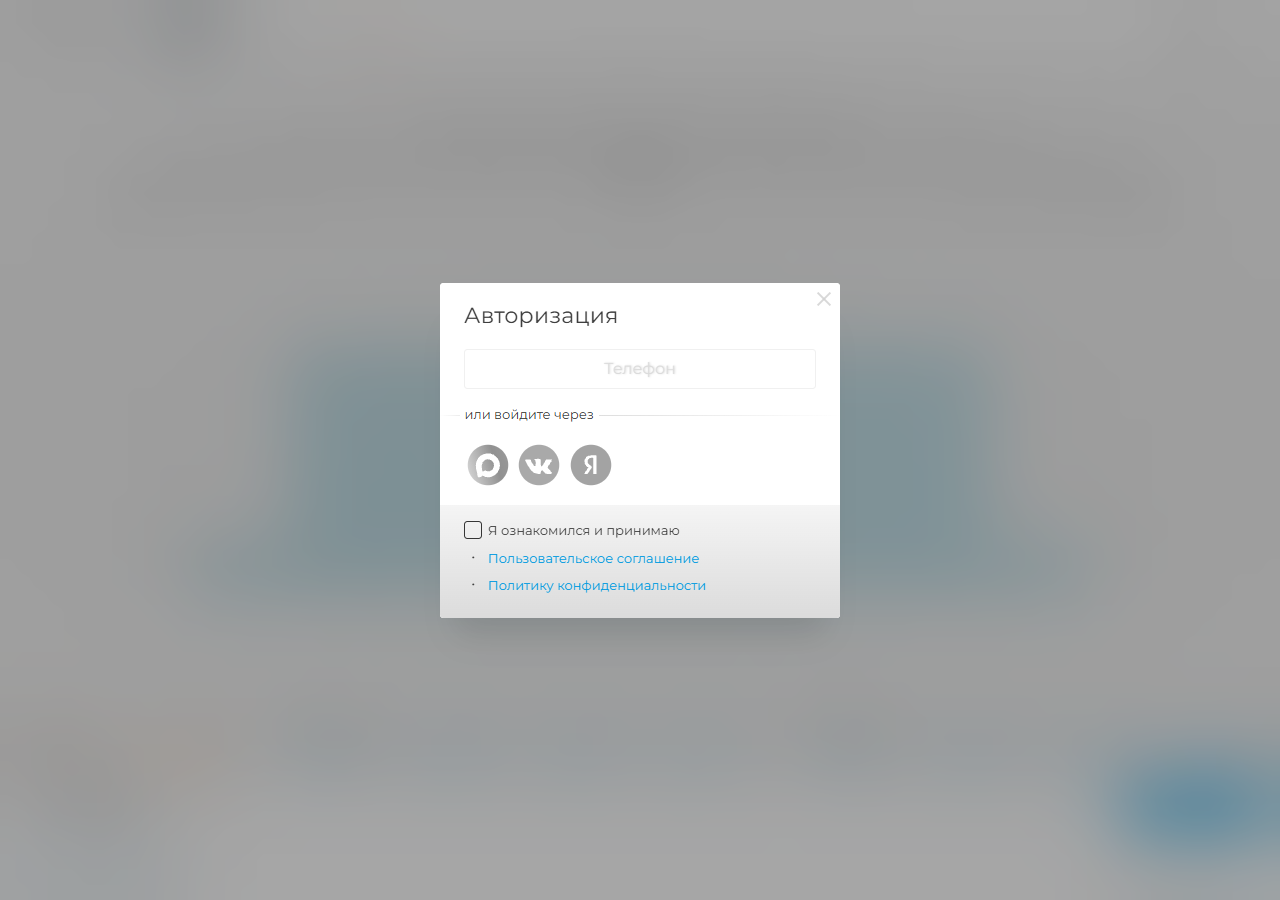 Авторизация
Телефон
или войдите через
Я ознакомился и принимаю
· Пользовательское соглашение
· Политику конфиденциальности